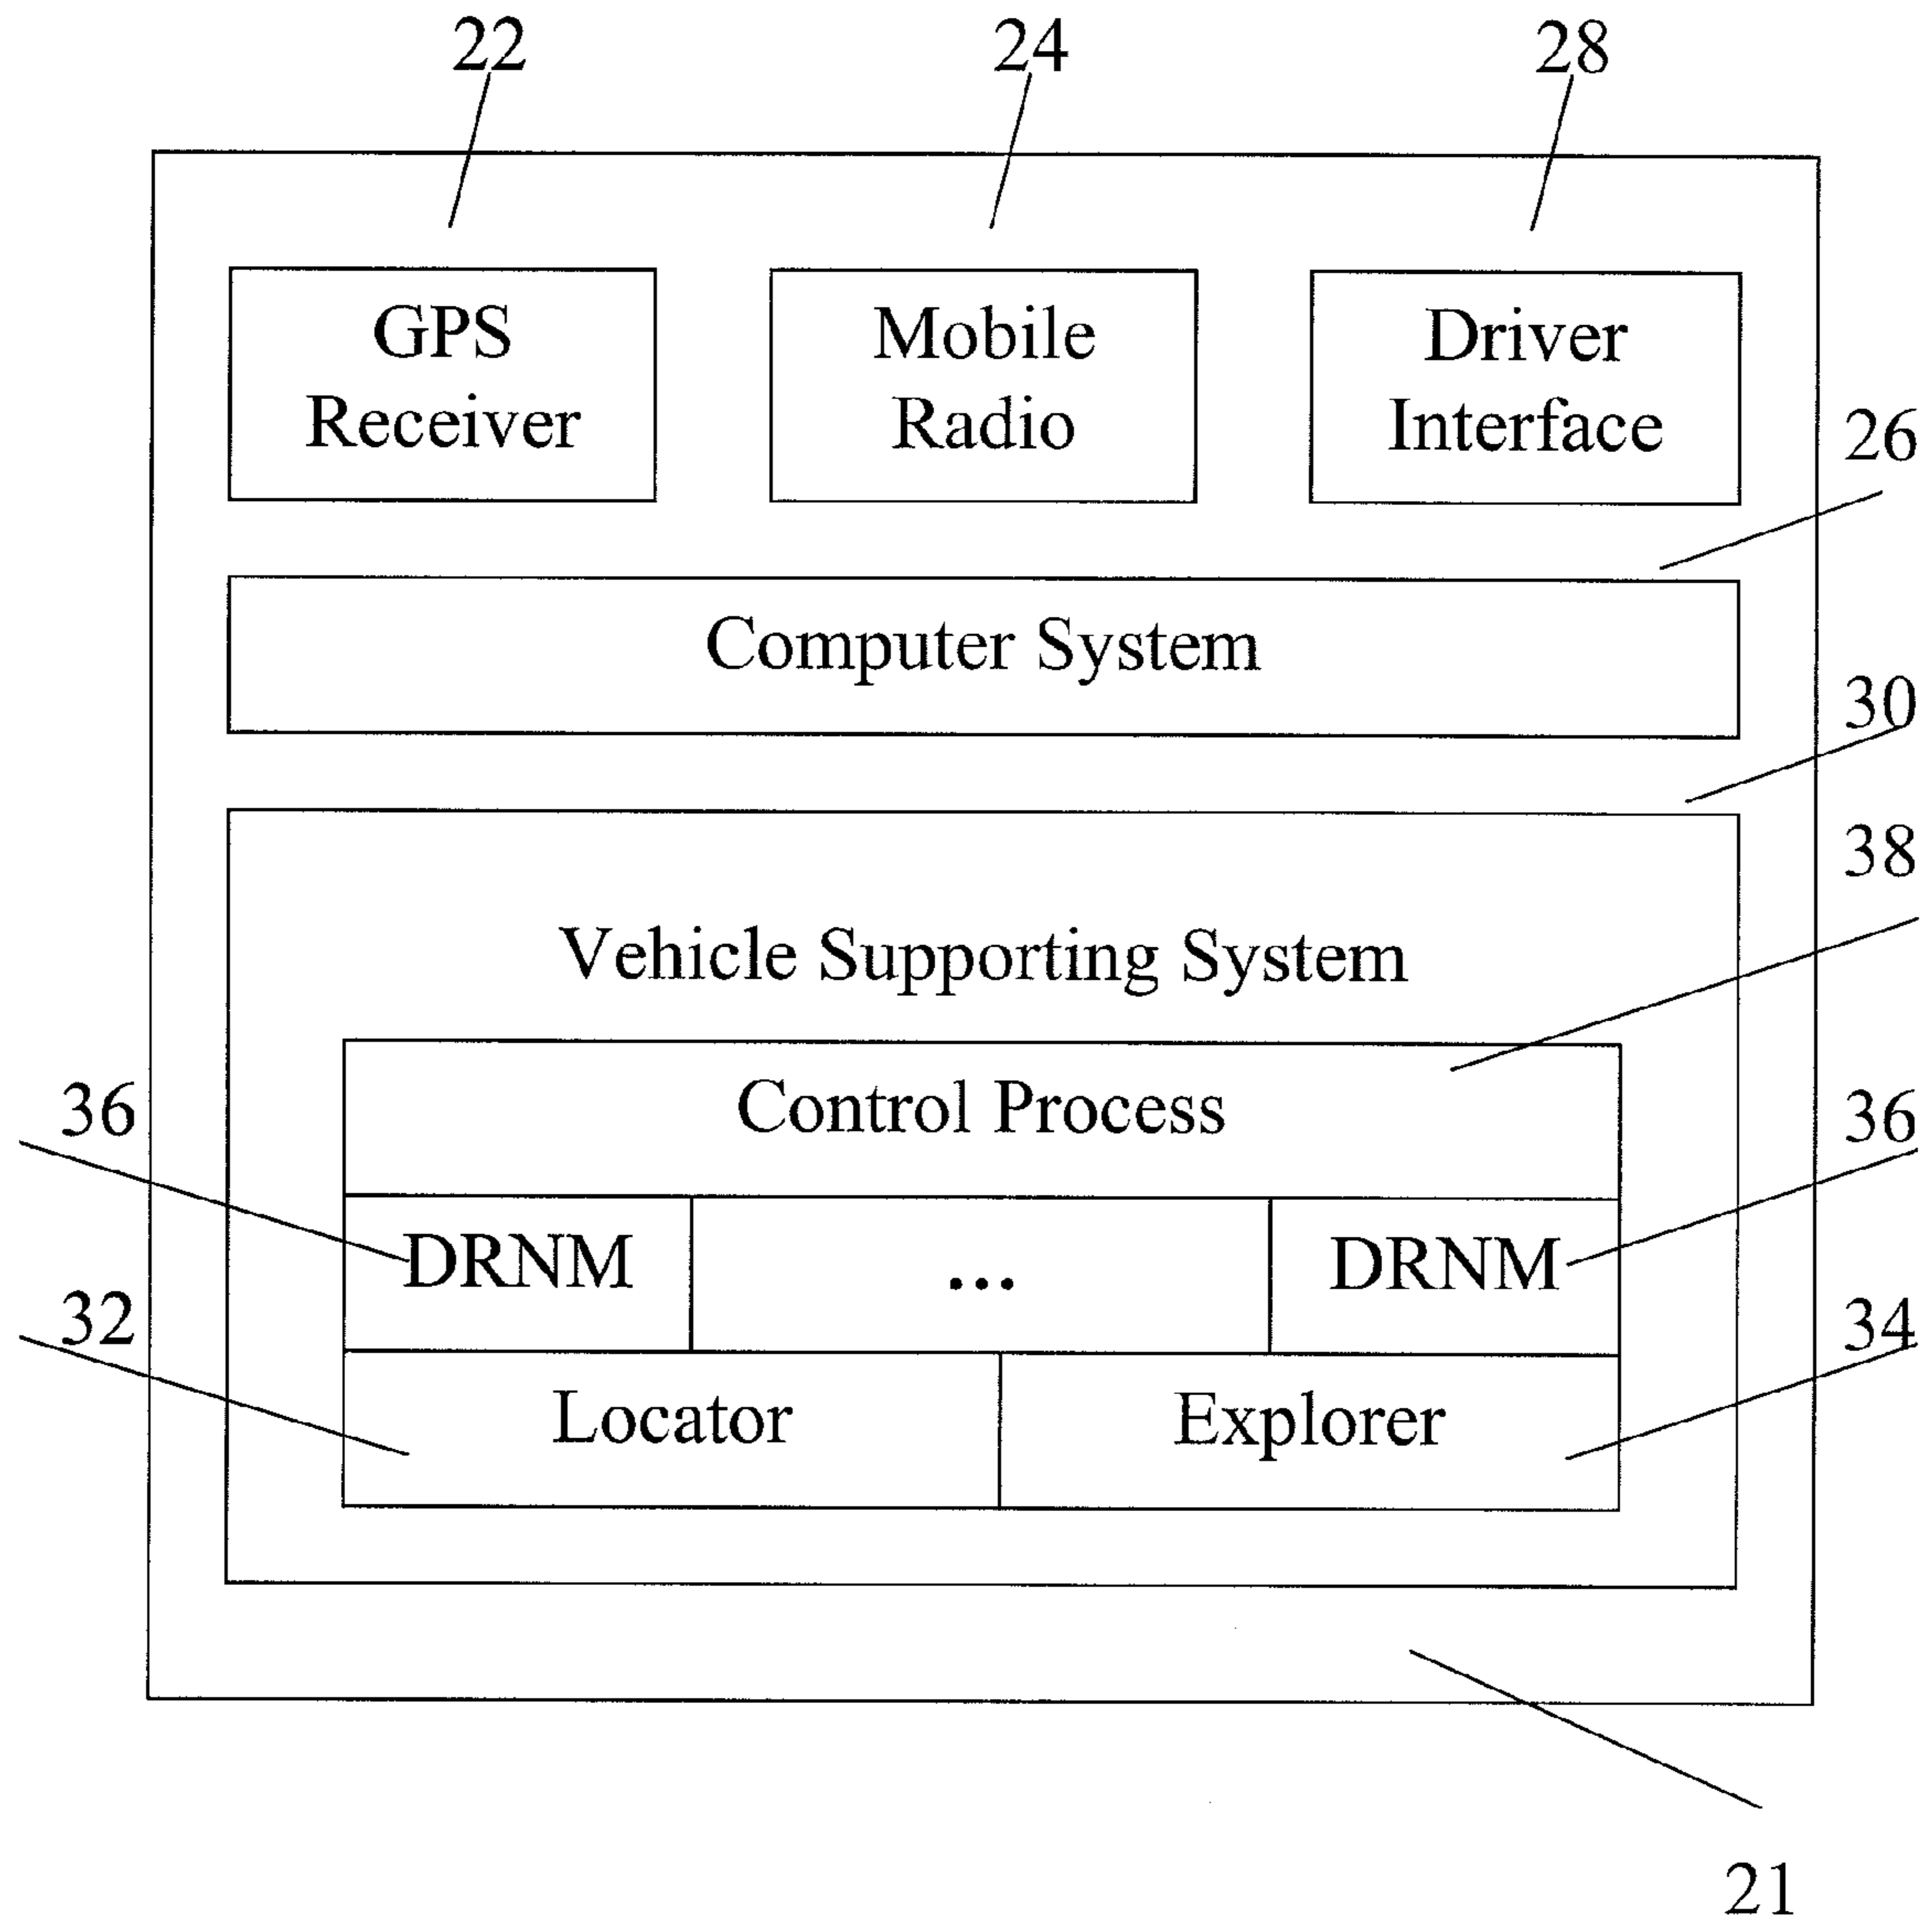 22
24
28
GPS
Receiver
Mobile
Radio
Driver
Interface
26
Computer System
30
38
Vehicle Supporting System
Control Process
36
36
DRNM
...
DRNM
32
34
Locator
Explorer
21